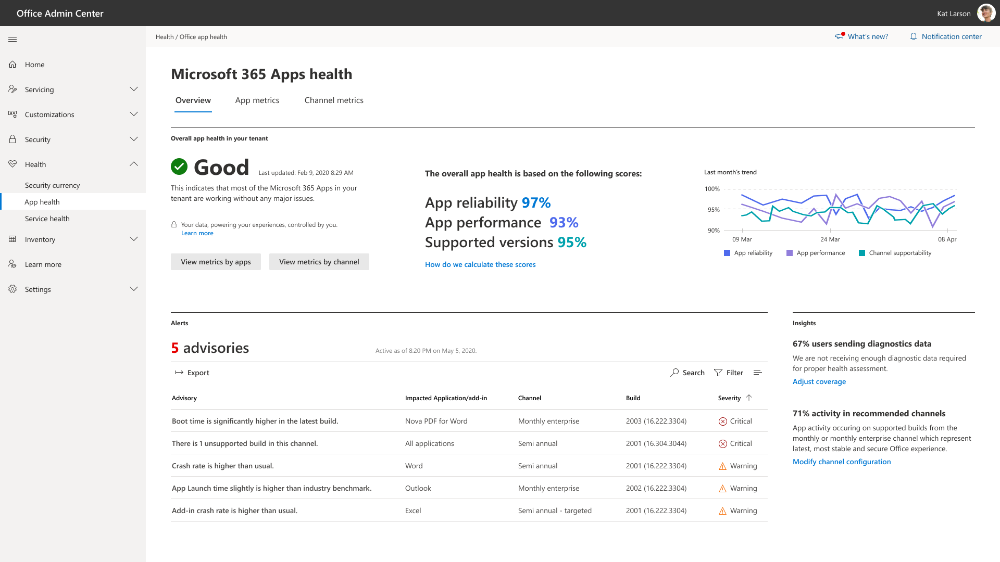 Office Admin Center
Kat Larson
Health / Office app health
What's new?
Notification center
Home
Servicing
Customizations
Security
Health
Security currency
App health
Service health
Inventory
Learn more
Settings
Microsoft 365 Apps health
Overview
App metrics
Channel metrics
Overall app health in your tenant
Good
Last updated: Feb 9, 2020 8:29 AM
This indicates that most of the Microsoft 365 Apps in your
tenant are working without any major issues.
Your data, powering your experiences, controlled by you.
Learn more
View metrics by apps
View metrics by channel
The overall app health is based on the following scores:
App reliability 97%
App performance 93%
Supported versions 95%
How do we calculate these scores
Last month's trend
100%
95%
90%
09 Mar
24 Mar
08 Apr
App reliability
App performance
Channel supportability
Alerts
5 advisories
Active as of 8:20 PM on May 5, 2020.
Export
Search
Filter
Advisory Impacted Application/add-in Channel Build Severity
Boot time is significantly higher in the latest build. Nova PDF for Word Monthly enterprise 2003 (16.222.3304) Critical
There is 1 unsupported build in this channel. All applications Semi annual 2001 (16.304.3044) Critical
Crash rate is higher than usual. Word Semi annual 2001 (16.222.3304) Warning
App Launch time slightly is higher than industry benchmark. Outlook Monthly enterprise 2002 (16.222.3304) Warning
Add-in crash rate is higher than usual. Excel Semi annual - targeted 2001 (16.222.3304) Warning
Insights
67% users sending diagnostics data
We are not receiving enough diagnostic data required
for proper health assessment.
Adjust coverage
71% activity in recommended channels
App activity occuring on supported builds from the
monthly or monthly enterprise channel which represent
latest, most stable and secure Office experience.
Modify channel configuration